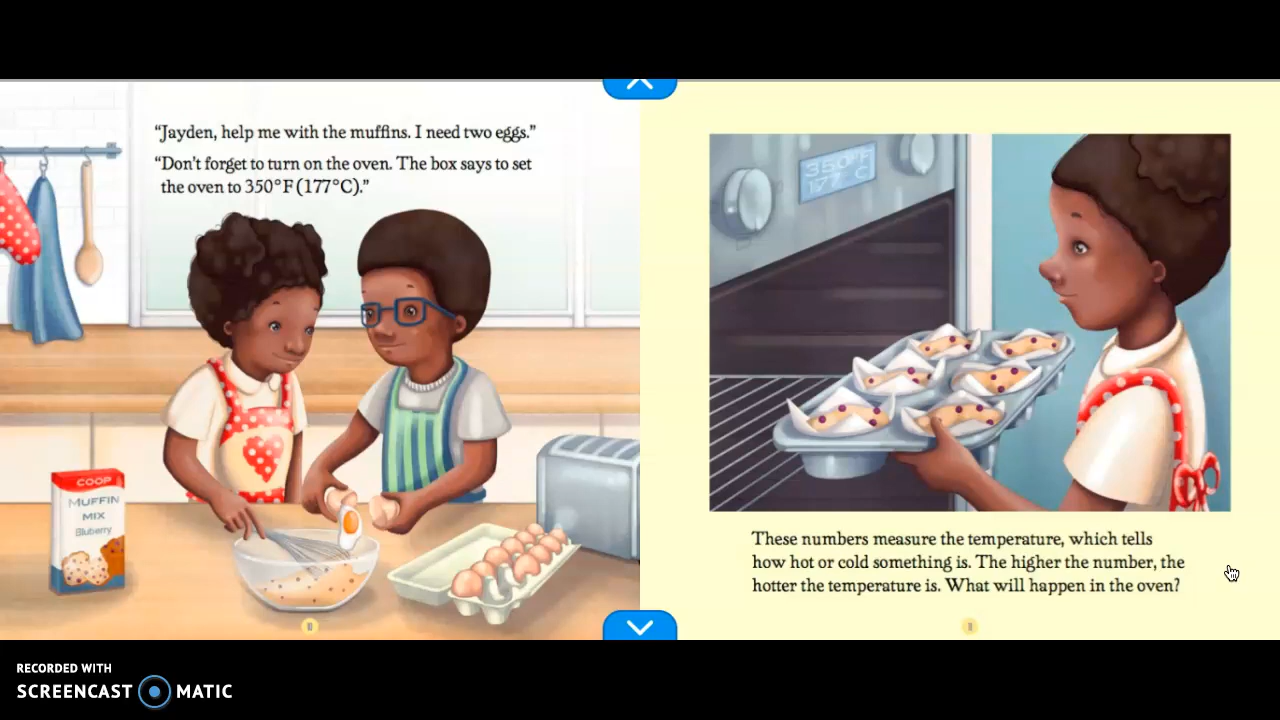 “Jayden, help me with the muffins. I need two eggs.”
“Don’t forget to turn on the oven. The box says to set
the oven to 350°F (177°C).”
COOP
MUFFIN
MIX
Bluberry
350°F
177°C
These numbers measure the temperature, which tells
how hot or cold something is. The higher the number, the
hotter the temperature is. What will happen in the oven?
RECORDED WITH
SCREENCAST MATIC